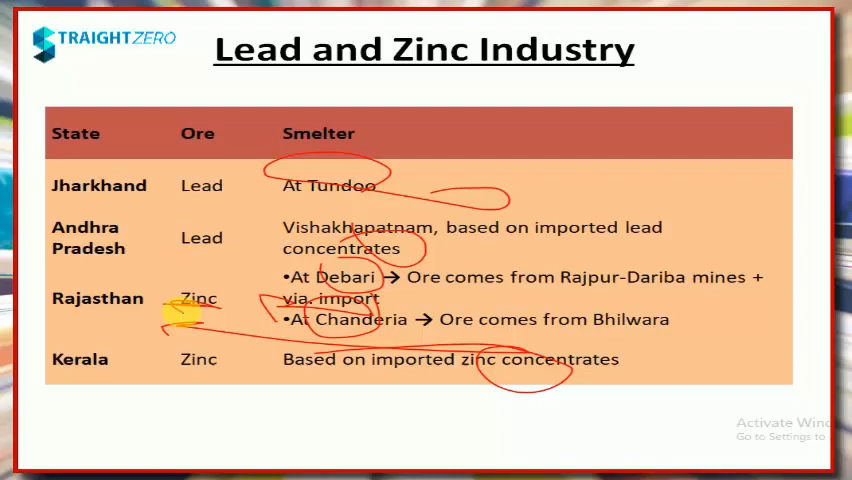 STRAIGHTZERO
Lead and Zinc Industry
State Ore Smelter
Jharkhand Lead At Tundoo
Andhra Pradesh Lead Vishakhapatnam, based on imported lead
concentrates
Rajasthan Zinc •At Debari → Ore comes from Rajpur-Dariba mines +
via. import
•At Chanderia → Ore comes from Bhilwara
Kerala Zinc Based on imported zinc concentrates
Activate Wind
Go to Settings to